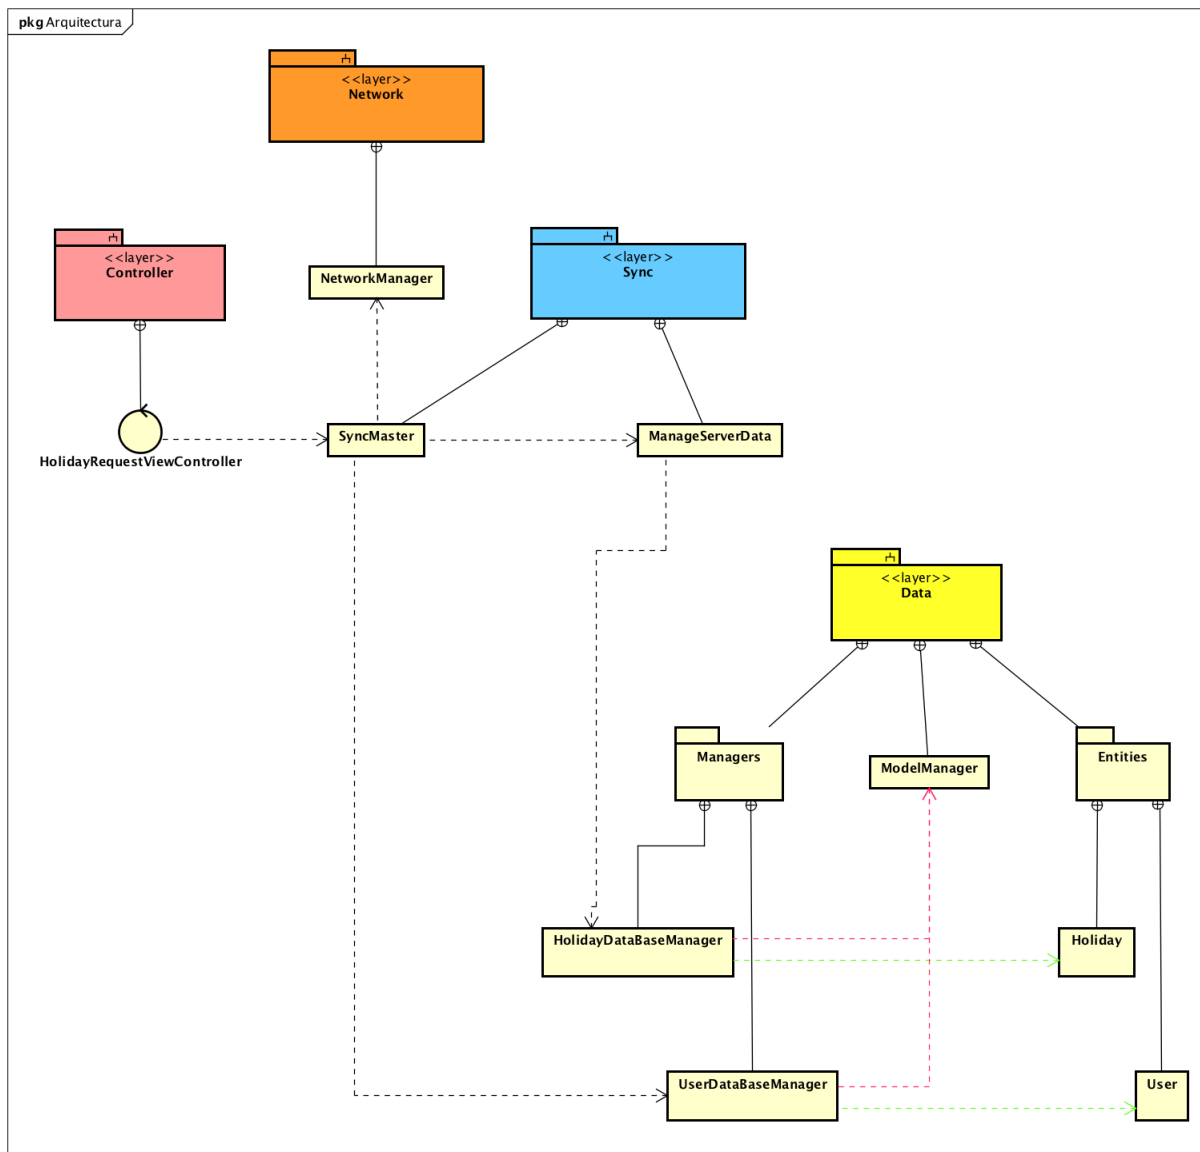 pkg Arquitectura
<<layer>>
Network
<<layer>>
Controller
<<layer>>
Sync
NetworkManager
SyncMaster
ManageServerData
HolidayRequestViewController
<<layer>>
Data
Managers
ModelManager
Entities
HolidayDataBaseManager
Holiday
UserDataBaseManager
User